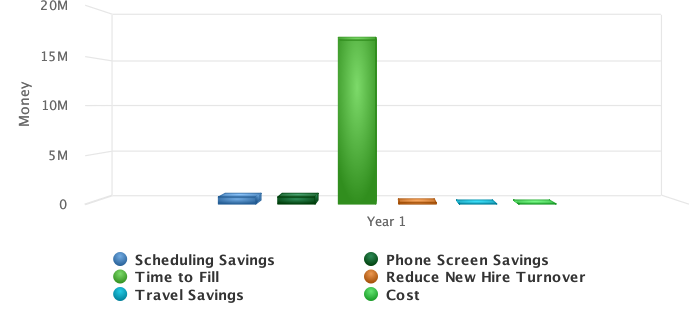 20M
15M
10M
5M
0
Money
Year 1
Scheduling Savings
Phone Screen Savings
Time to Fill
Reduce New Hire Turnover
Travel Savings
Cost